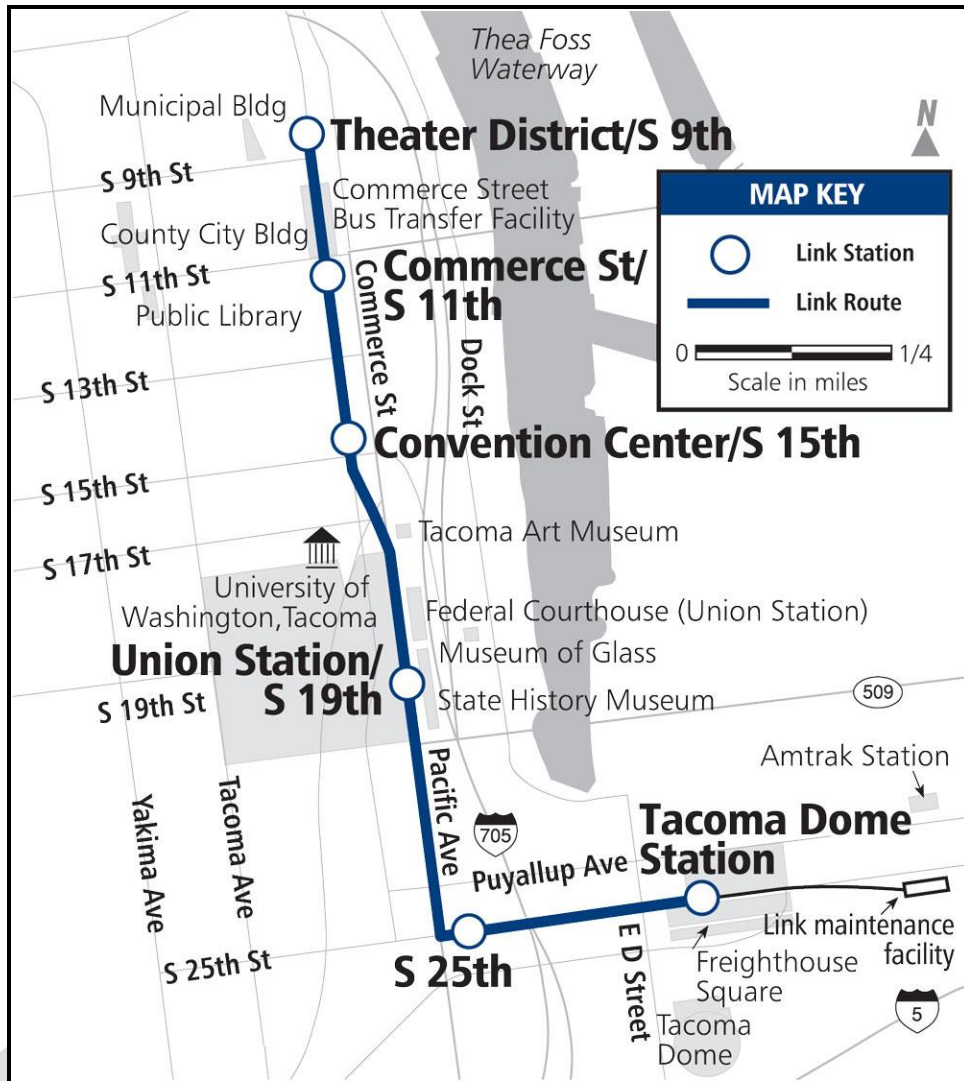 Thea Foss
Waterway
Municipal Bldg
N
Theater District/S 9th
S 9th St
Commerce Street
Bus Transfer Facility
MAP KEY
Link Station
Link Route
0 1/4
Scale in miles
County City Bldg
S 11th St
Commerce St/
S 11th
Public Library
Commerce St
Dock St
S 13th St
Convention Center/S 15th
S 15th St
S 17th St
Tacoma Art Museum
University of
Washington,Tacoma
Federal Courthouse (Union Station)
Museum of Glass
Union Station/
S 19th
State History Museum
S 19th St
509
Amtrak Station
Yakima Ave
Tacoma Ave
Pacific Ave
705
Tacoma Dome
Station
Puyallup Ave
Link maintenance
facility
S 25th St
S 25th
E D Street
Freighthouse
Square
Tacoma
Dome
5